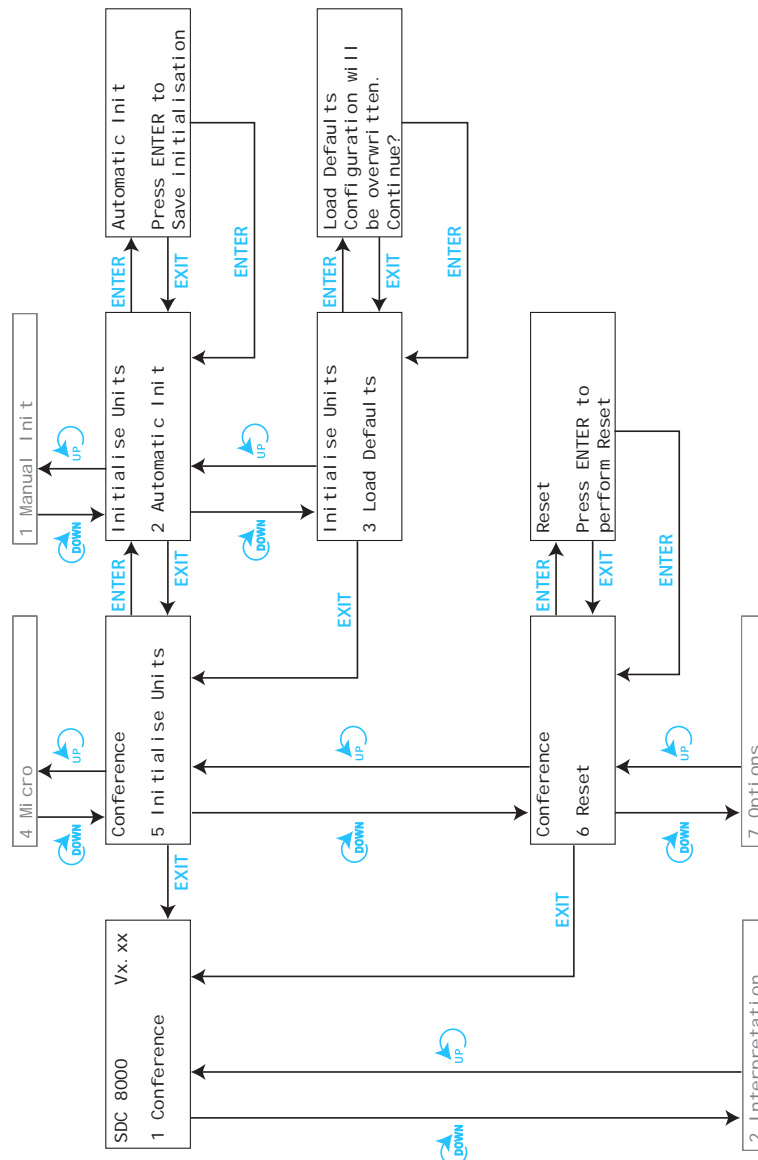 1 Manual Init
DOWN
UP
Automatic Init
Press ENTER to
Save initialisation
ENTER
EXIT
ENTER
Initialise Units
2 Automatic Init
DOWN
UP
Load Defaults
Configuration will
be overwritten.
Continue?
ENTER
EXIT
ENTER
Initialise Units
3 Load Defaults
ENTER
EXIT
EXIT
4 Micro
DOWN
UP
Conference
5 Initialise Units
DOWN
UP
Reset
Press ENTER to
perform Reset
ENTER
EXIT
ENTER
Conference
6 Reset
DOWN
UP
7 Options
EXIT
EXIT
SDC 8000 Vx.xx
1 Conference
DOWN
UP
2 Interpretation